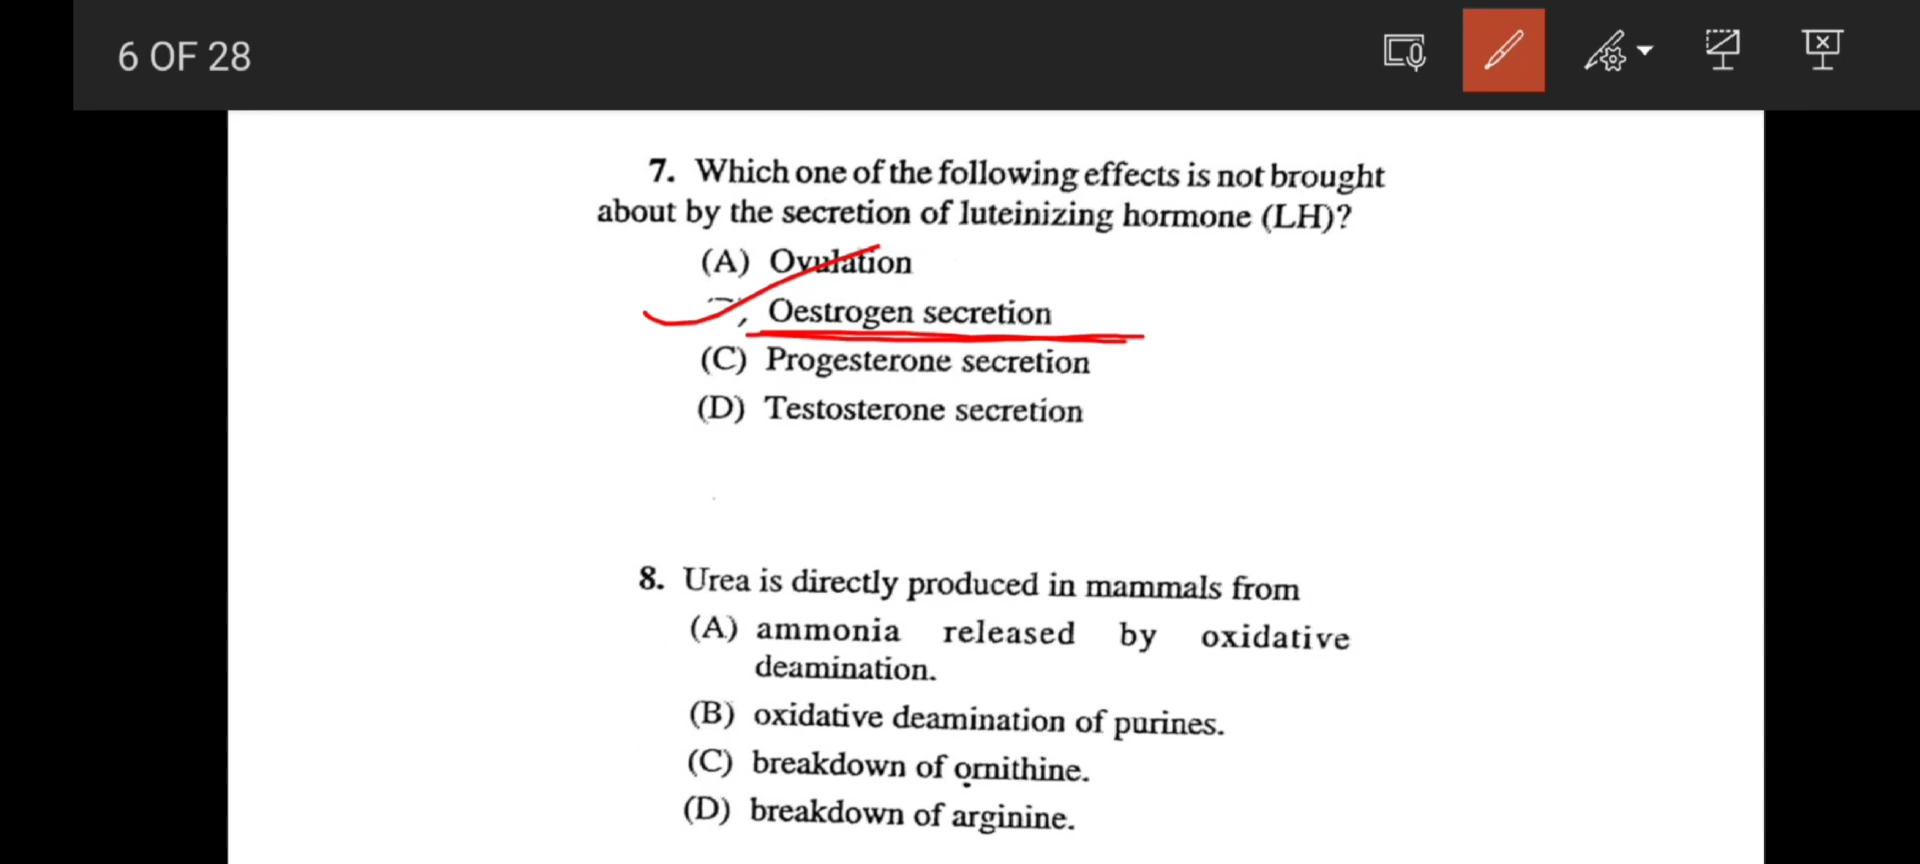 6 OF 28
7. Which one of the following effects is not brought
about by the secretion of luteinizing hormone (LH)?
(A) Ovulation
Oestrogen secretion
(C) Progesterone secretion
(D) Testosterone secretion
8. Urea is directly produced in mammals from
(A) ammonia released by oxidative
deamination.
(B) oxidative deamination of purines.
(C) breakdown of ornithine.
(D) breakdown of arginine.